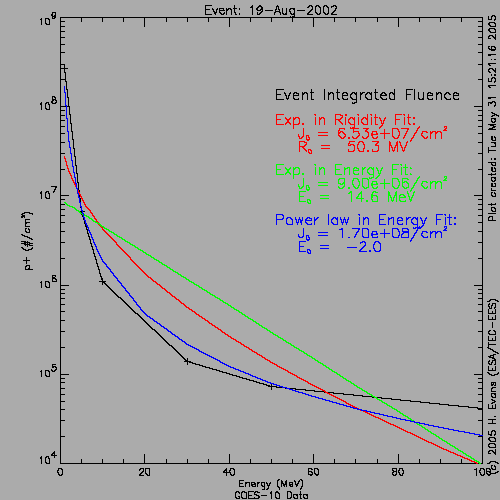 Event: 19-Aug-2002
Event Integrated Fluence
Exp. in Rigidity Fit:
J₀ = 6.53e+07/cm²
R₀ = 50.3 MV
Exp. in Energy Fit:
J₀ = 9.00e+06/cm²
E₀ = 14.6 MeV
Power law in Energy Fit:
J₀ = 1.70e+08/cm²
E₀ = -2.0
p+ (#/cm²)
10⁹
10⁸
10⁷
10⁶
10⁵
10⁴
0 20 40 60 80 100
Energy (MeV)
GOES-10 Data
Plot created: Tue May 31 15:21:16 2005
(c) 2005 H. Evans (ESA/TEC-EES)